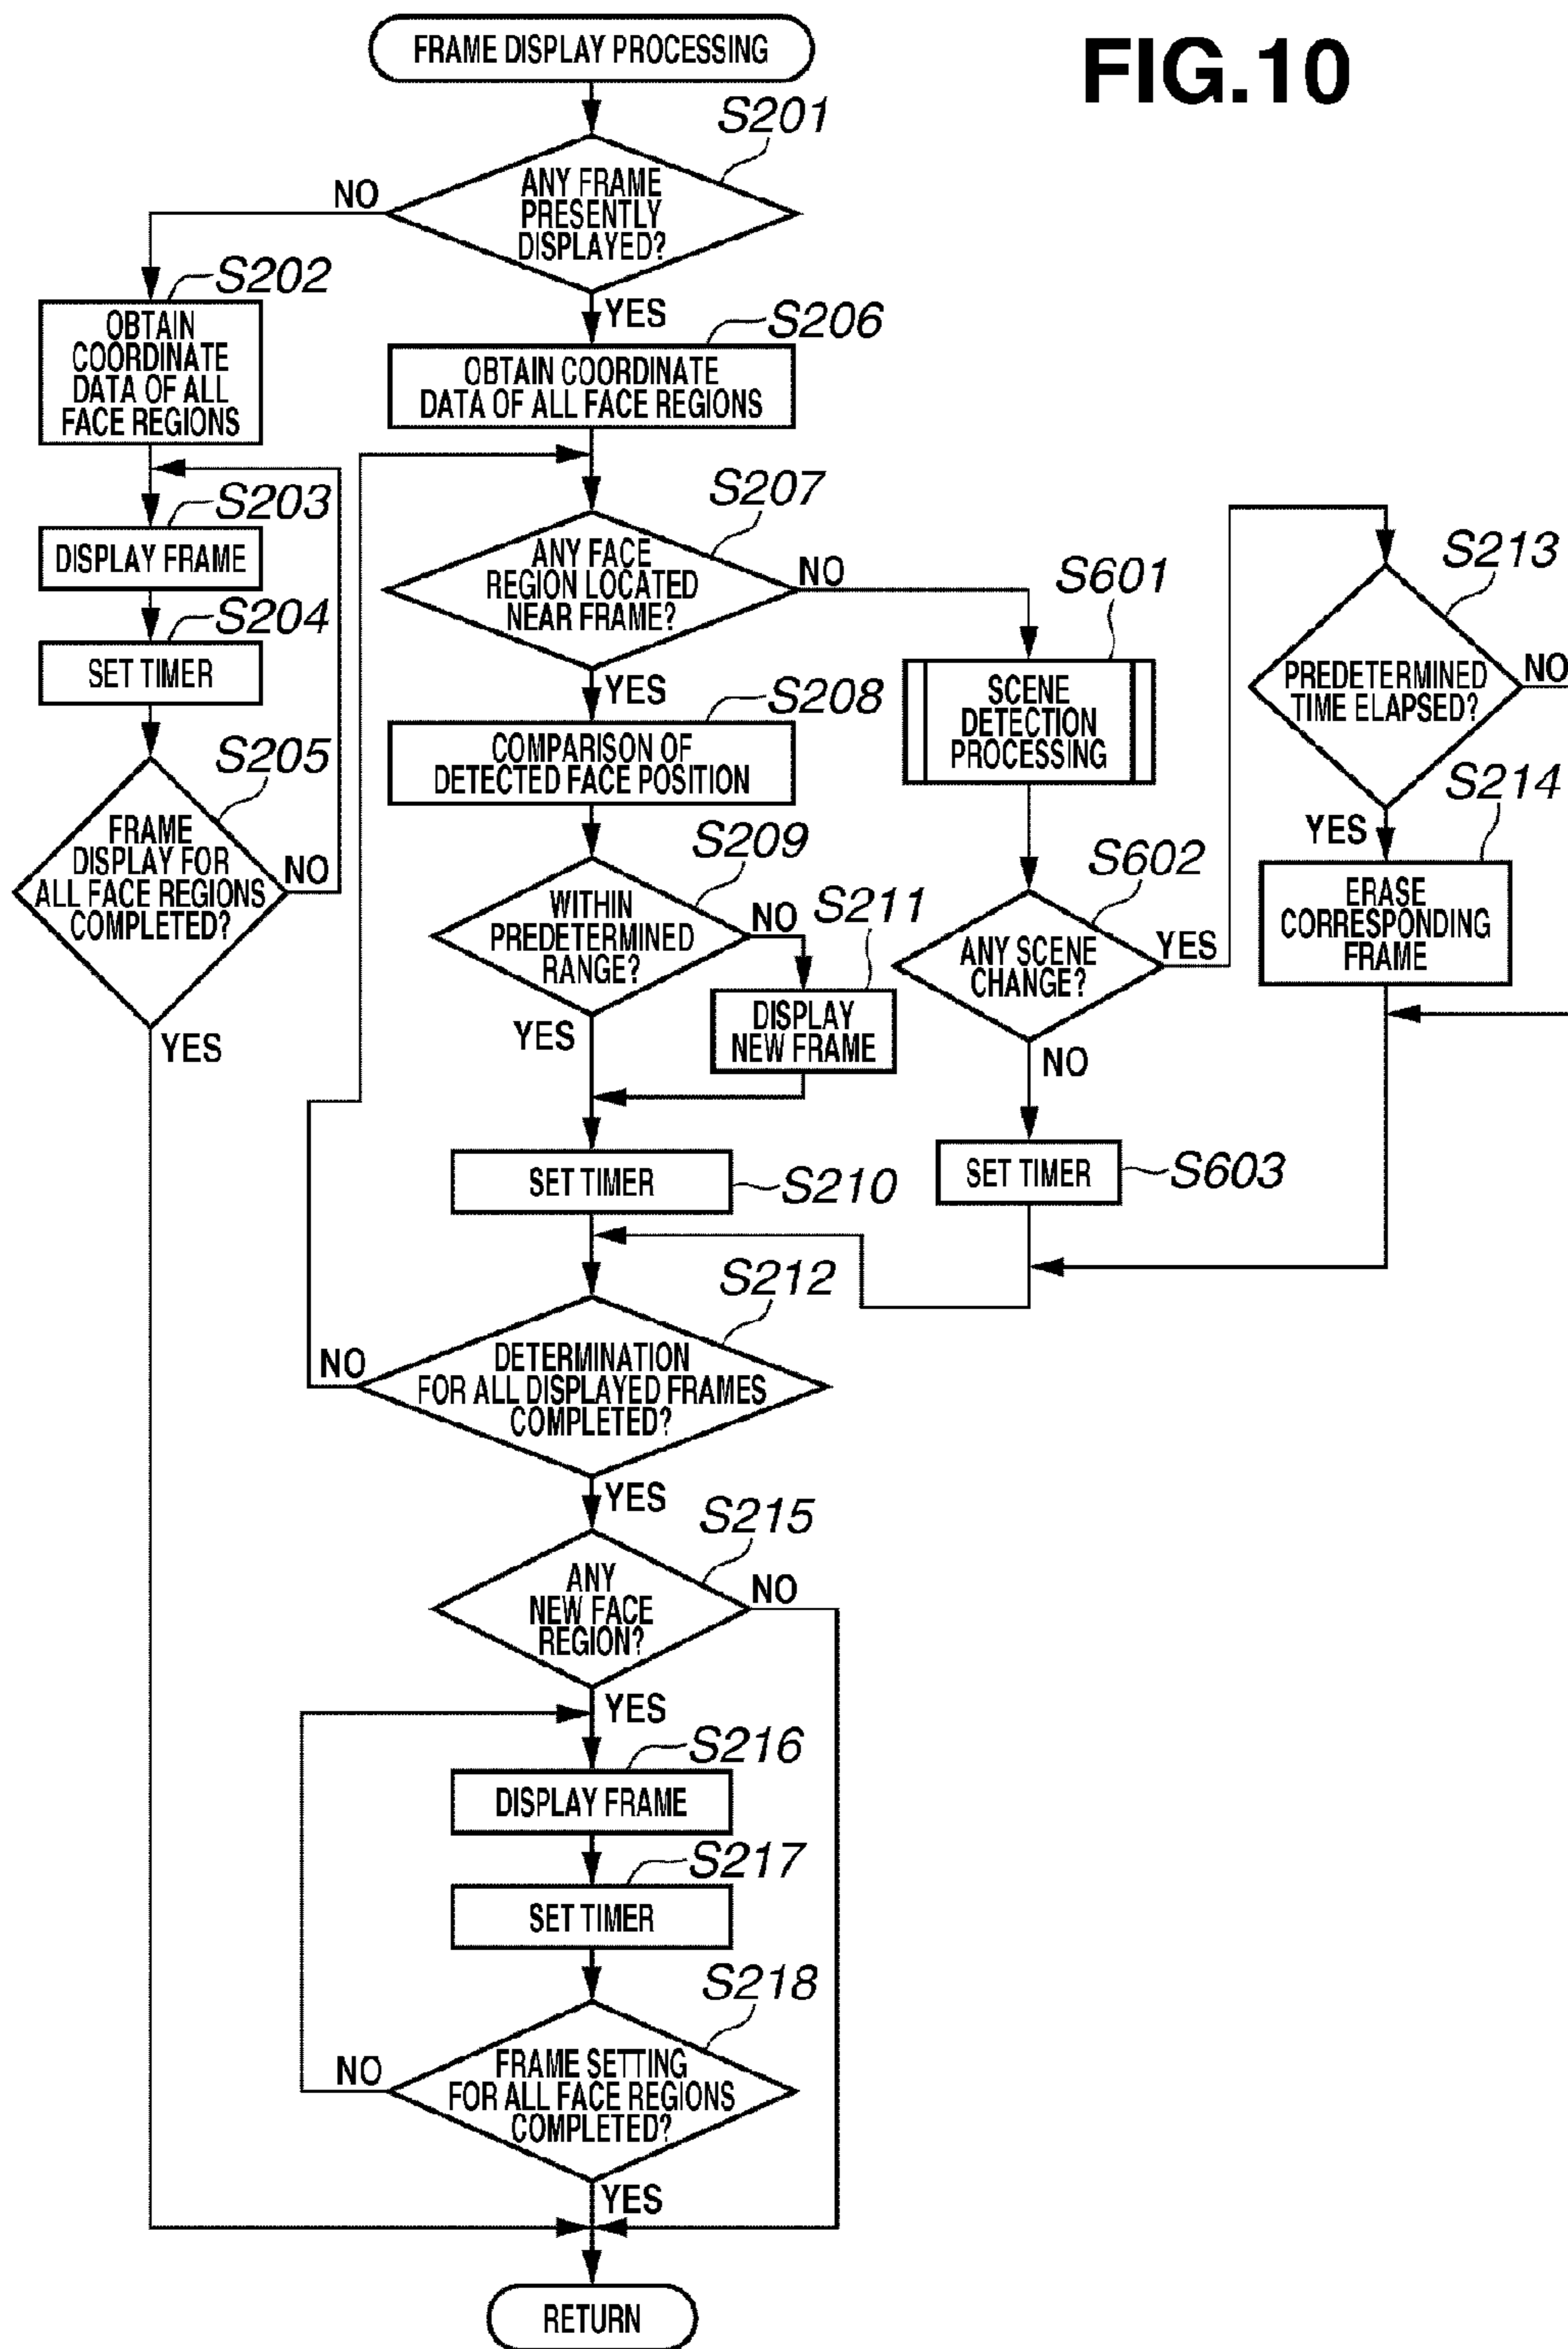 FIG.10
FRAME DISPLAY PROCESSING
S201
ANY FRAME
PRESENTLY
DISPLAYED?
NO
YES
S202
OBTAIN
COORDINATE
DATA OF ALL
FACE REGIONS
S203
DISPLAY FRAME
S204
SET TIMER
S205
FRAME
DISPLAY FOR
ALL FACE REGIONS
COMPLETED?
NO
YES
S206
OBTAIN COORDINATE
DATA OF ALL FACE REGIONS
S207
ANY FACE
REGION LOCATED
NEAR FRAME?
NO
YES
S208
COMPARISON OF
DETECTED FACE POSITION
S209
WITHIN
PREDETERMINED
RANGE?
NO
YES
S211
DISPLAY
NEW FRAME
SET TIMER
S210
S601
SCENE
DETECTION
PROCESSING
S602
ANY SCENE
CHANGE?
YES
NO
SET TIMER
S603
S213
PREDETERMINED
TIME ELAPSED?
NO
YES
S214
ERASE
CORRESPONDING
FRAME
S212
DETERMINATION
FOR ALL DISPLAYED FRAMES
COMPLETED?
NO
YES
S215
ANY
NEW FACE
REGION?
NO
YES
S216
DISPLAY FRAME
S217
SET TIMER
S218
FRAME SETTING
FOR ALL FACE REGIONS
COMPLETED?
NO
YES
RETURN